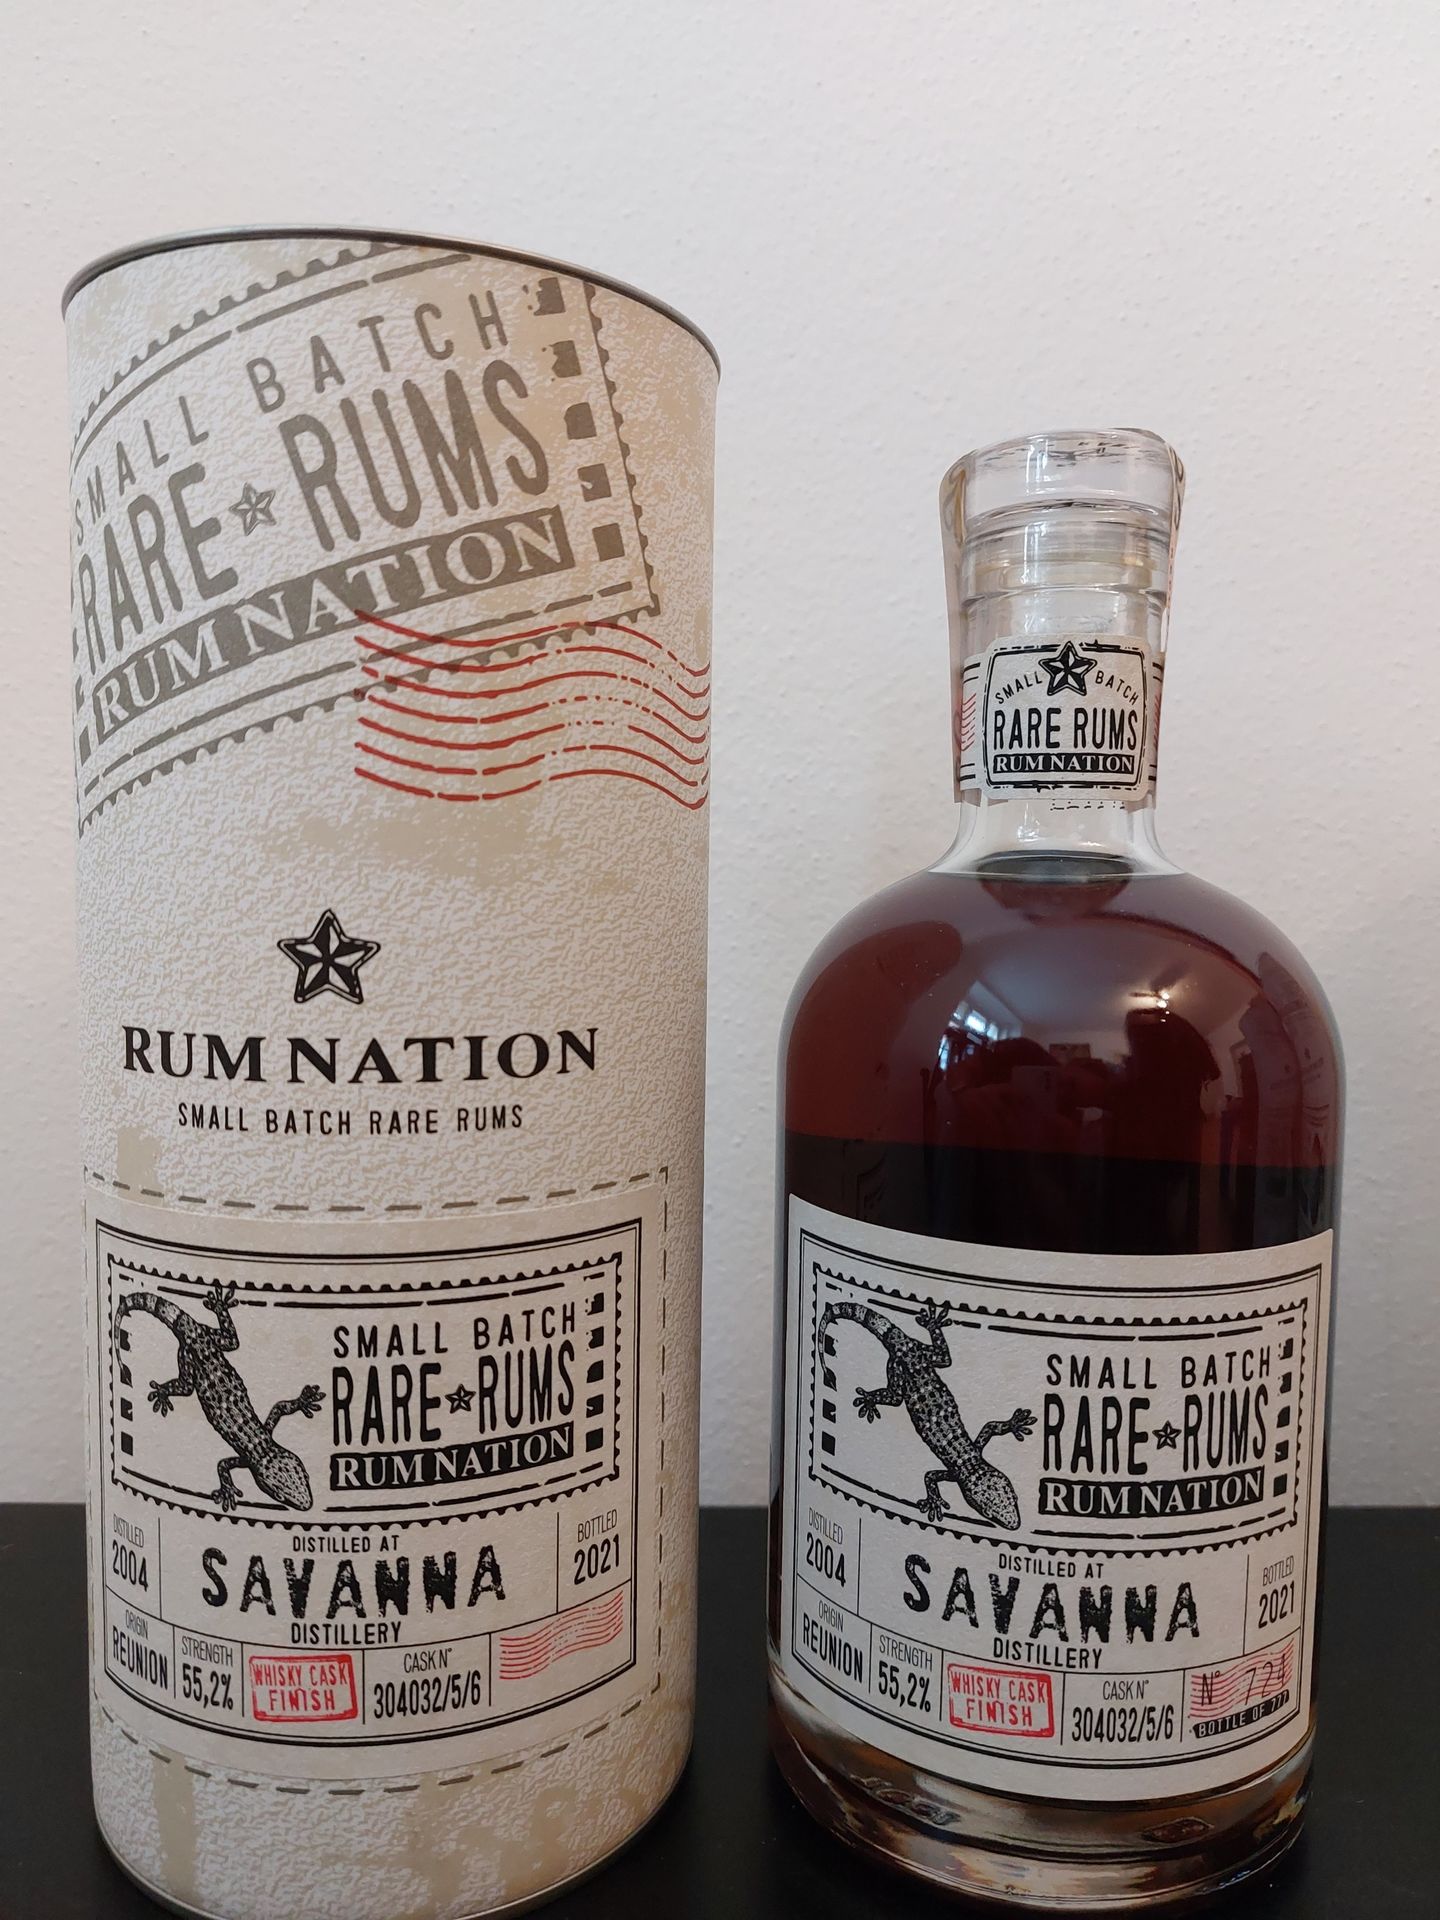 SMALL BATCH
RARE RUMS
RUM NATION
RUM NATION
SMALL BATCH RARE RUMS
SMALL BATCH
RARE RUMS
RUM NATION
DISTILLED
2004
DISTILLED AT
SAVANNA
DISTILLERY
BOTTLED
2021
ORIGIN
REUNION
STRENGTH
55,2%
WHISKY CASK
FINISH
CASK N°
304032/5/6
SMALL BATCH
RARE RUMS
RUM NATION
SMALL BATCH
RARE RUMS
RUM NATION
DISTILLED
2004
DISTILLED AT
SAVANNA
DISTILLERY
BOTTLED
2021
ORIGIN
REUNION
STRENGTH
55,2%
WHISKY CASK
FINISH
CASK N°
304032/5/6
N° 724
BOTTLE OF 777